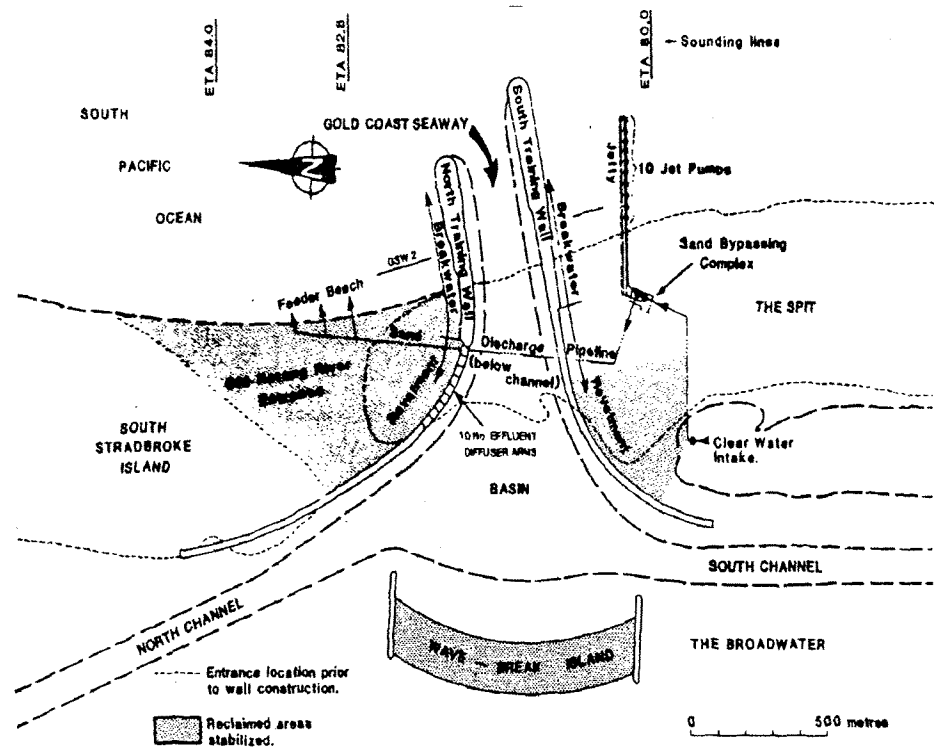 ETA 84.0
ETA 82.8
ETA 80.0
Sounding lines
SOUTH
PACIFIC
OCEAN
GOLD COAST SEAWAY
N
North Training Wall
Breakwater
South Training Wall
Breakwater
Jetty
10 Jet Pumps
Sand Bypassing
Complex
THE SPIT
GSW 2
Feeder Beach
Sand
Discharge
Pipeline
(below
channel)
River
Revetment
SOUTH
STRADBROKE
ISLAND
10 No EFFLUENT
DIFFUSER ARMS
BASIN
Clear Water
Intake.
SOUTH CHANNEL
NORTH CHANNEL
WAVE - BREAK ISLAND
THE BROADWATER
Entrance location prior
to wall construction.
Reclaimed areas
stabilized.
0 500 metres